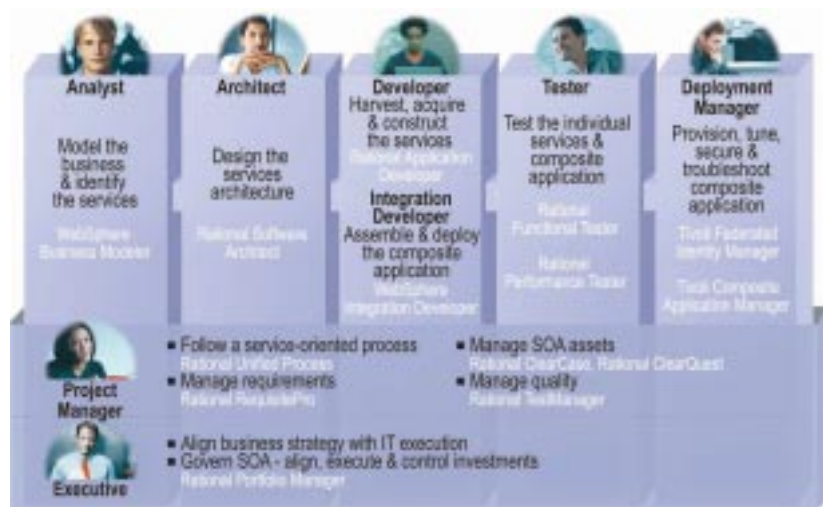 Analyst
Model the
business
& identify
the services
WebSphere
Business Modeler
Architect
Design the
services
architecture
Rational Software
Architect
Developer
Harvest, acquire
& construct
the services
Rational Application
Developer
Integration
Developer
Assemble & deploy
the composite
application
WebSphere
Integration Developer
Tester
Test the individual
services &
composite
application
Rational
Functional Tester
Rational
Performance Tester
Deployment
Manager
Provision, tune,
secure &
troubleshoot
composite
application
Tivoli Federated
Identity Manager
Tivoli Composite
Application Manager
Project
Manager
▪ Follow a service-oriented process
Rational Unified Process
▪ Manage requirements
Rational RequisitePro
▪ Manage SOA assets
Rational ClearCase, Rational ClearQuest
▪ Manage quality
Rational TestManager
Executive
▪ Align business strategy with IT execution
▪ Govern SOA - align, execute & control investments
Rational Portfolio Manager